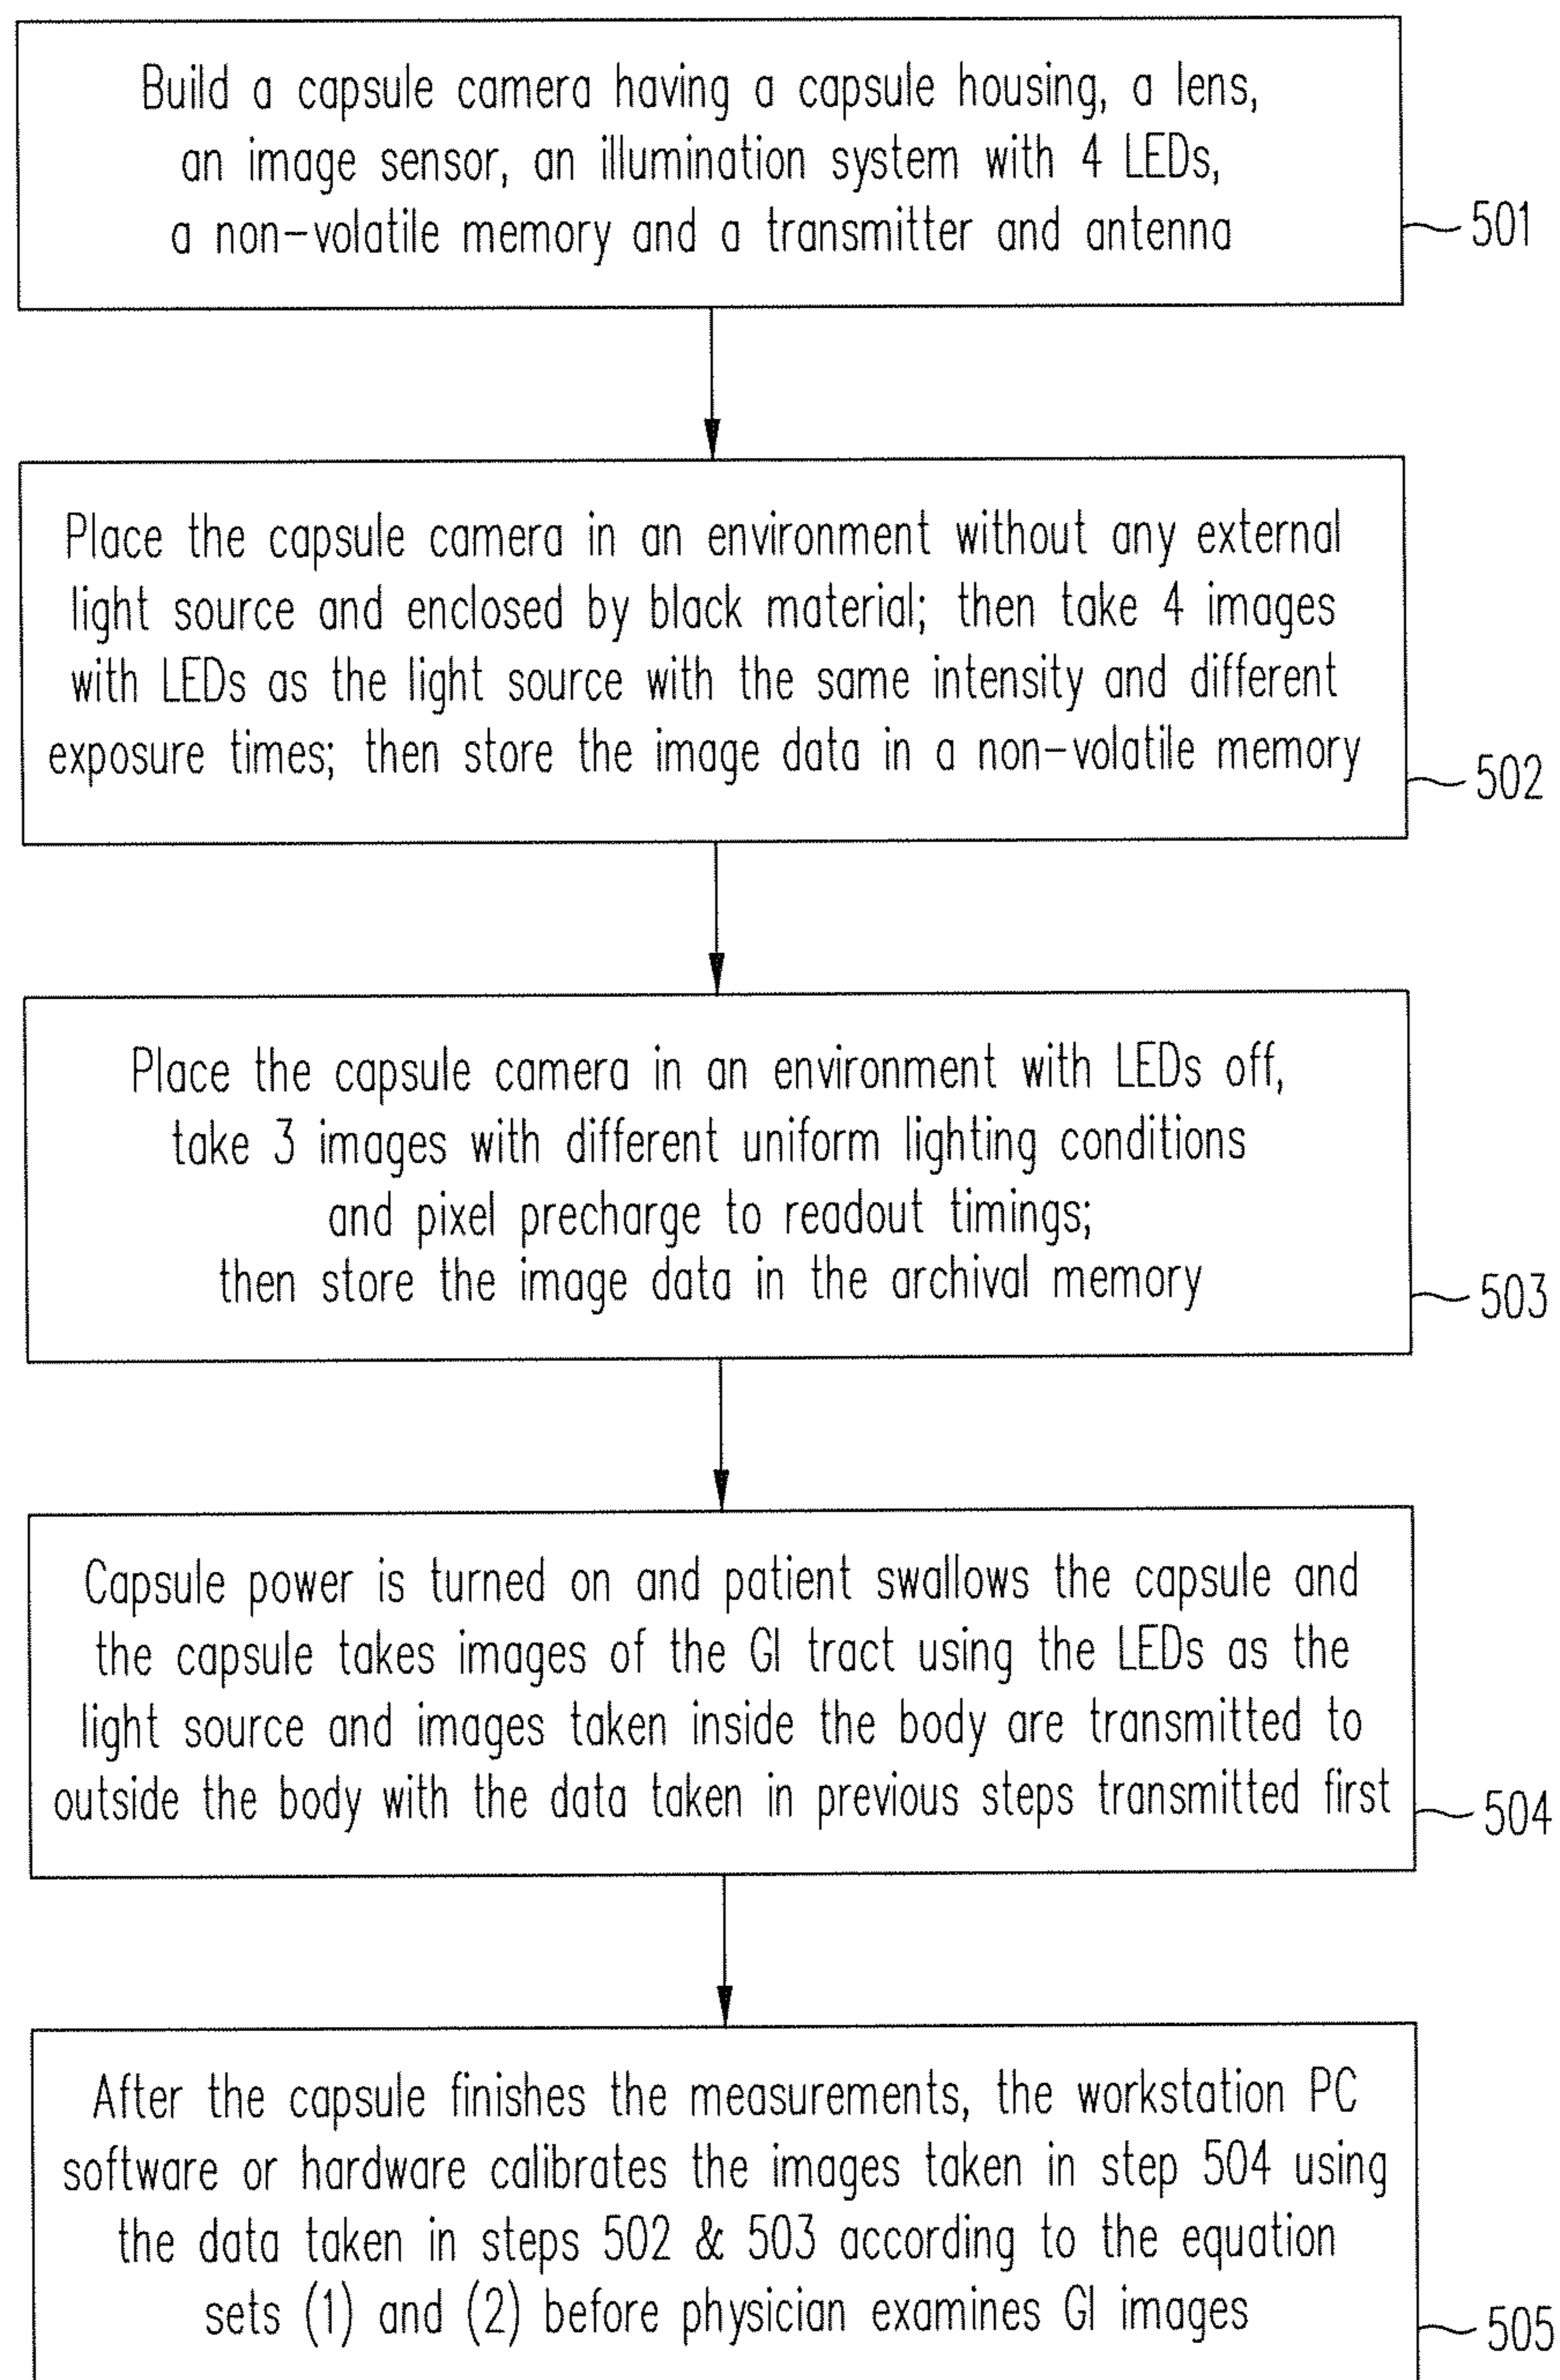 Build a capsule camera having a capsule housing, a lens,
an image sensor, an illumination system with 4 LEDs,
a non-volatile memory and a transmitter and antenna
501
Place the capsule camera in an environment without any external
light source and enclosed by black material; then take 4 images
with LEDs as the light source with the same intensity and different
exposure times; then store the image data in a non-volatile memory
502
Place the capsule camera in an environment with LEDs off,
take 3 images with different uniform lighting conditions
and pixel precharge to readout timings;
then store the image data in the archival memory
503
Capsule power is turned on and patient swallows the capsule and
the capsule takes images of the GI tract using the LEDs as the
light source and images taken inside the body are transmitted to
outside the body with the data taken in previous steps transmitted first
504
After the capsule finishes the measurements, the workstation PC
software or hardware calibrates the images taken in step 504 using
the data taken in steps 502 & 503 according to the equation
sets (1) and (2) before physician examines GI images
505